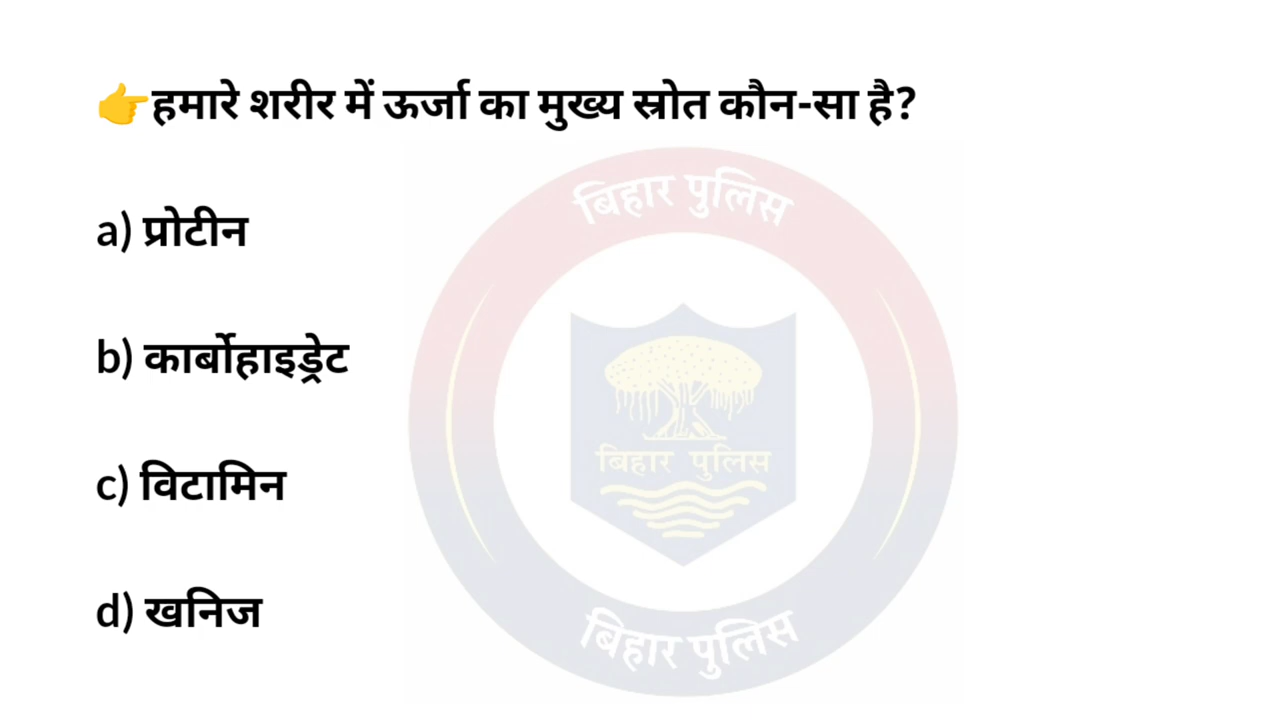 👉हमारे शरीर में ऊर्जा का मुख्य स्रोत कौन-सा है?
a) प्रोटीन
b) कार्बोहाइड्रेट
c) विटामिन
d) खनिज
बिहार पुलिस
बिहार पुलिस
बिहार पुलिस